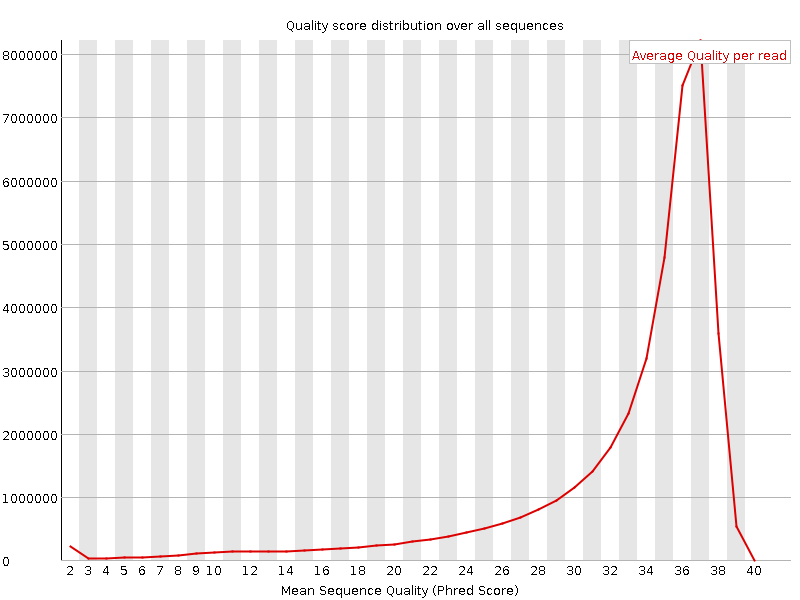 Quality score distribution over all sequences
Average Quality per read
8000000
7000000
6000000
5000000
4000000
3000000
2000000
1000000
0
2 3 4 5 6 7 8 9 10 12 14 16 18 20 22 24 26 28 30 32 34 36 38 40
Mean Sequence Quality (Phred Score)